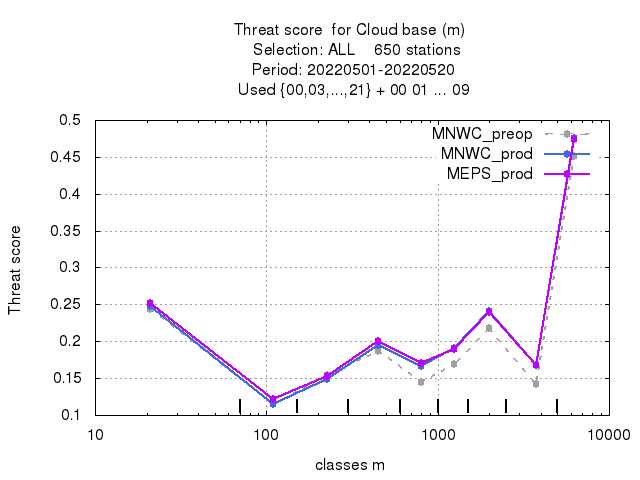 Threat score  for Cloud base (m)
Selection: ALL    650 stations
Period: 20220501-20220520
Used {00,03,...,21} + 00 01 ... 09
MNWC_preop
MNWC_prod
MEPS_prod
Threat score
0.5
0.45
0.4
0.35
0.3
0.25
0.2
0.15
0.1
10 100 1000 10000
classes m